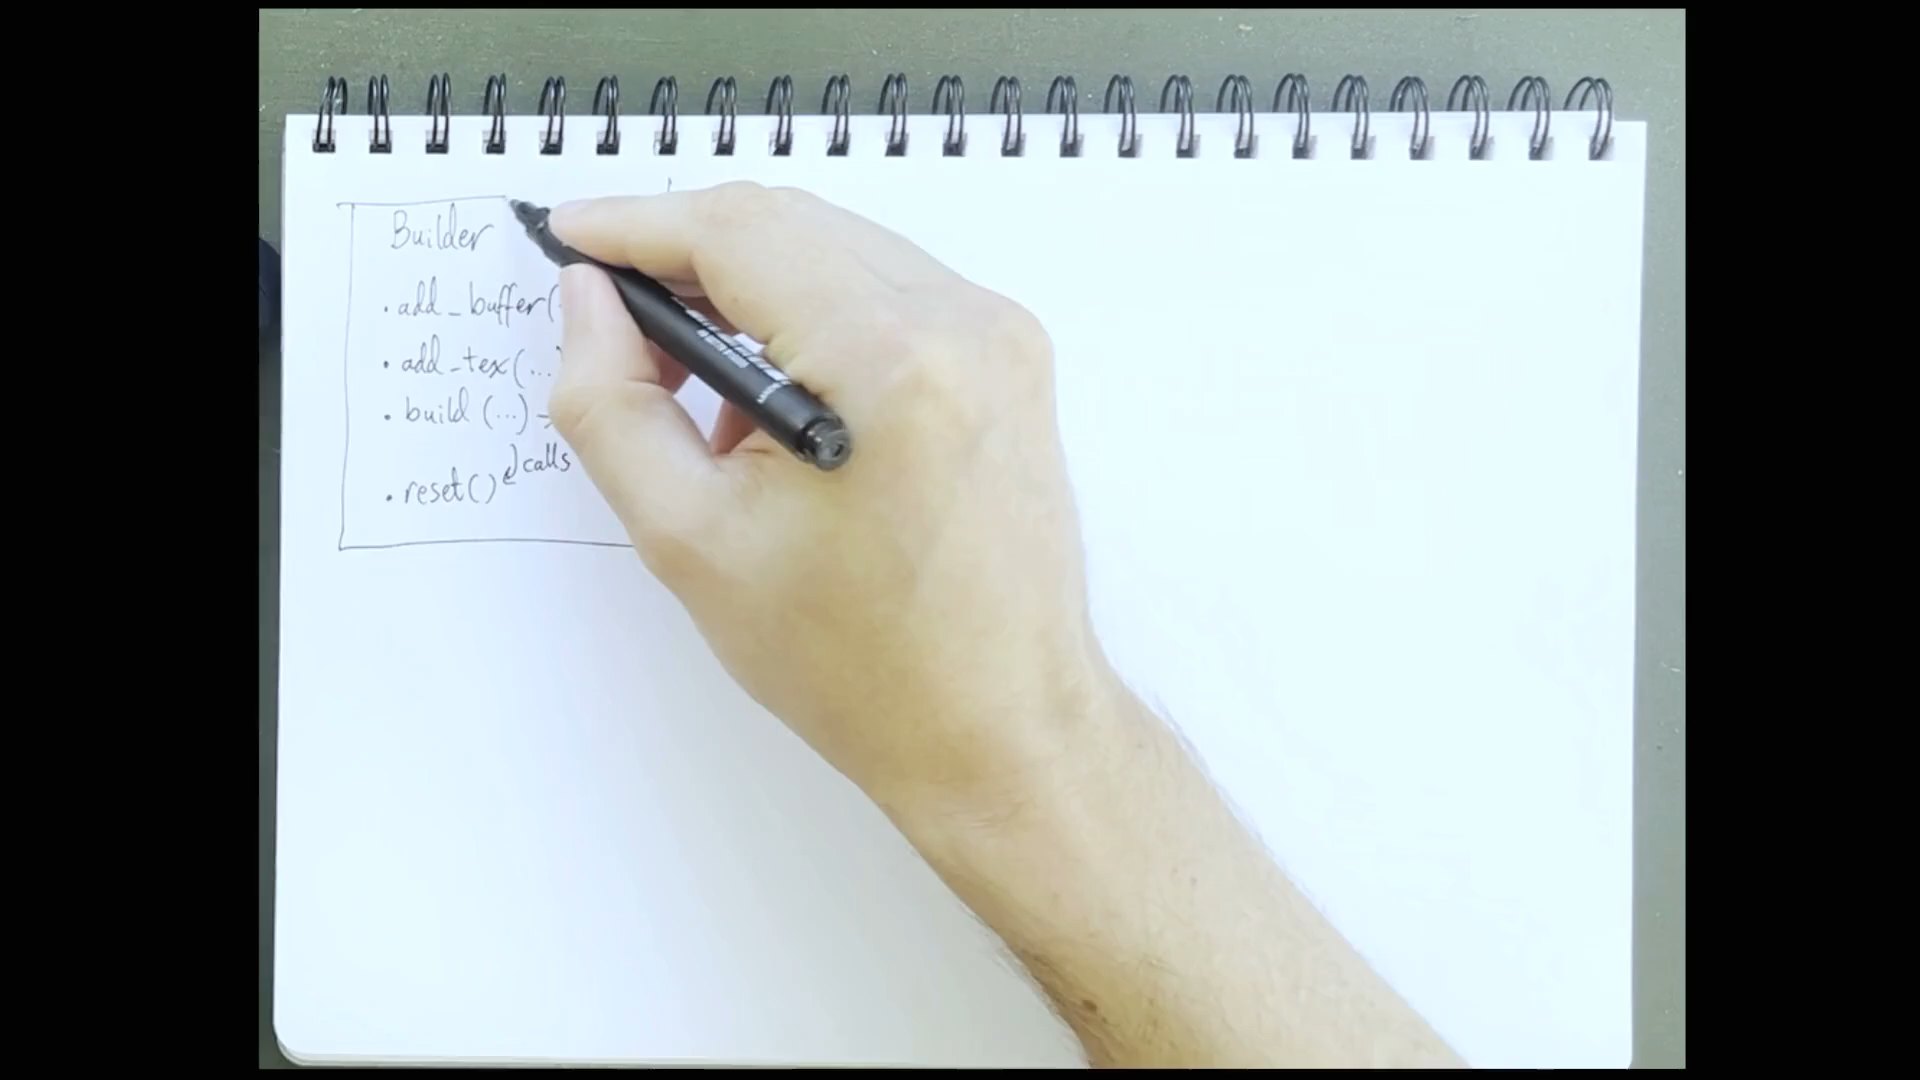 Builder
• add_buffer(
• add_tex(...)
• build (...) →
calls
• reset()